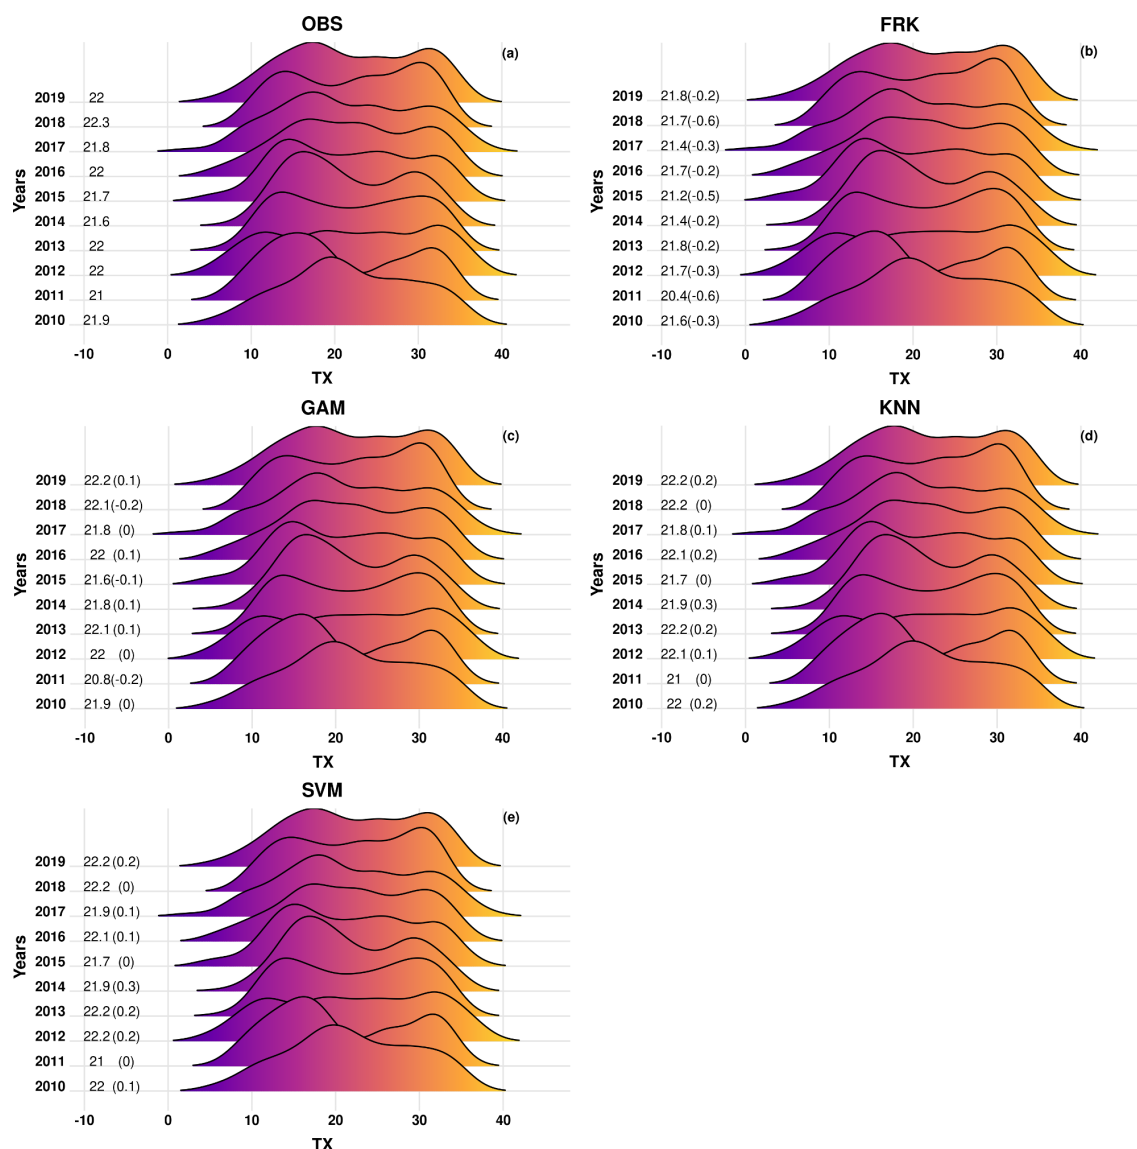 OBS
(a)
2019 22
2018 22.3
2017 21.8
2016 22
2015 21.7
2014 21.6
2013 22
2012 22
2011 21
2010 21.9
Years
-10 0 10 20 30 40
TX
FRK
(b)
2019 21.8(-0.2)
2018 21.7(-0.6)
2017 21.4(-0.3)
2016 21.7(-0.2)
2015 21.2(-0.5)
2014 21.4(-0.2)
2013 21.8(-0.2)
2012 21.7(-0.3)
2011 20.4(-0.6)
2010 21.6(-0.3)
Years
-10 0 10 20 30 40
TX
GAM
(c)
2019 22.2 (0.1)
2018 22.1(-0.2)
2017 21.8 (0)
2016 22 (0.1)
2015 21.6(-0.1)
2014 21.8 (0.1)
2013 22.1 (0.1)
2012 22 (0)
2011 20.8(-0.2)
2010 21.9 (0)
Years
-10 0 10 20 30 40
TX
KNN
(d)
2019 22.2 (0.2)
2018 22.2 (0)
2017 21.8 (0.1)
2016 22.1 (0.2)
2015 21.7 (0)
2014 21.9 (0.3)
2013 22.2 (0.2)
2012 22.1 (0.1)
2011 21 (0)
2010 22 (0.2)
Years
-10 0 10 20 30 40
TX
SVM
(e)
2019 22.2 (0.2)
2018 22.2 (0)
2017 21.9 (0.1)
2016 22.1 (0.1)
2015 21.7 (0)
2014 21.9 (0.3)
2013 22.2 (0.2)
2012 22.2 (0.2)
2011 21 (0)
2010 22 (0.1)
Years
-10 0 10 20 30 40
TX